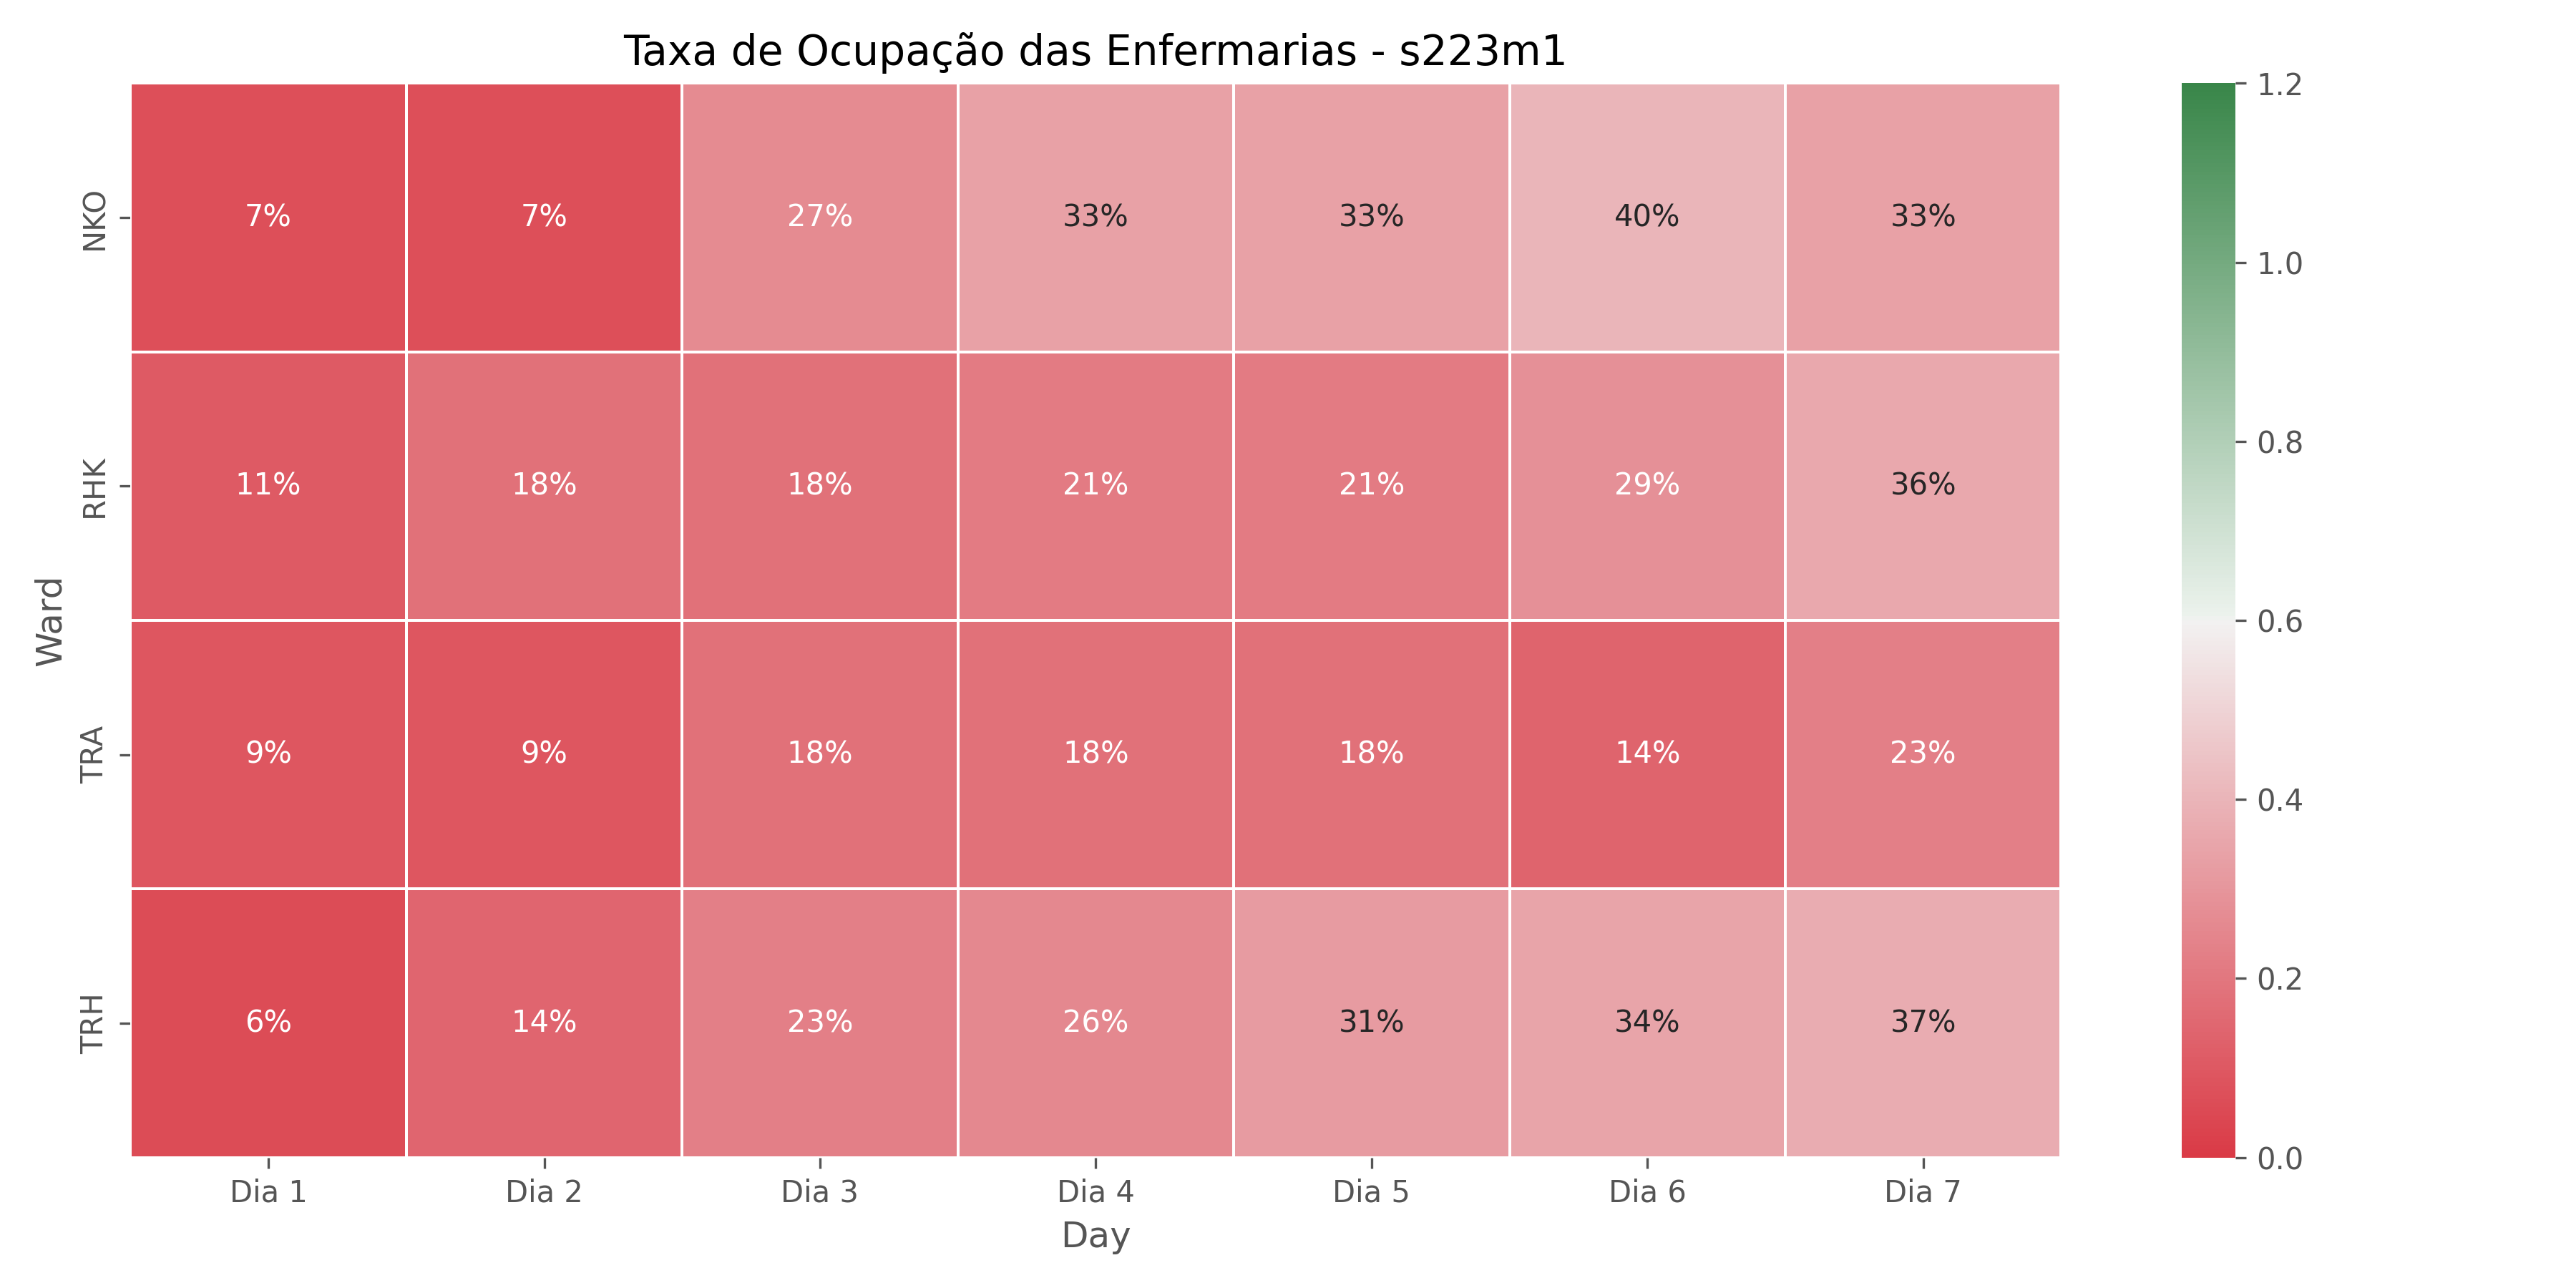 Taxa de Ocupação das Enfermarias - s223m1
Ward
NKO 7% 7% 27% 33% 33% 40% 33%
RHK 11% 18% 18% 21% 21% 29% 36%
TRA 9% 9% 18% 18% 18% 14% 23%
TRH 6% 14% 23% 26% 31% 34% 37%
Dia 1 Dia 2 Dia 3 Dia 4 Dia 5 Dia 6 Dia 7
Day
1.2
1.0
0.8
0.6
0.4
0.2
0.0